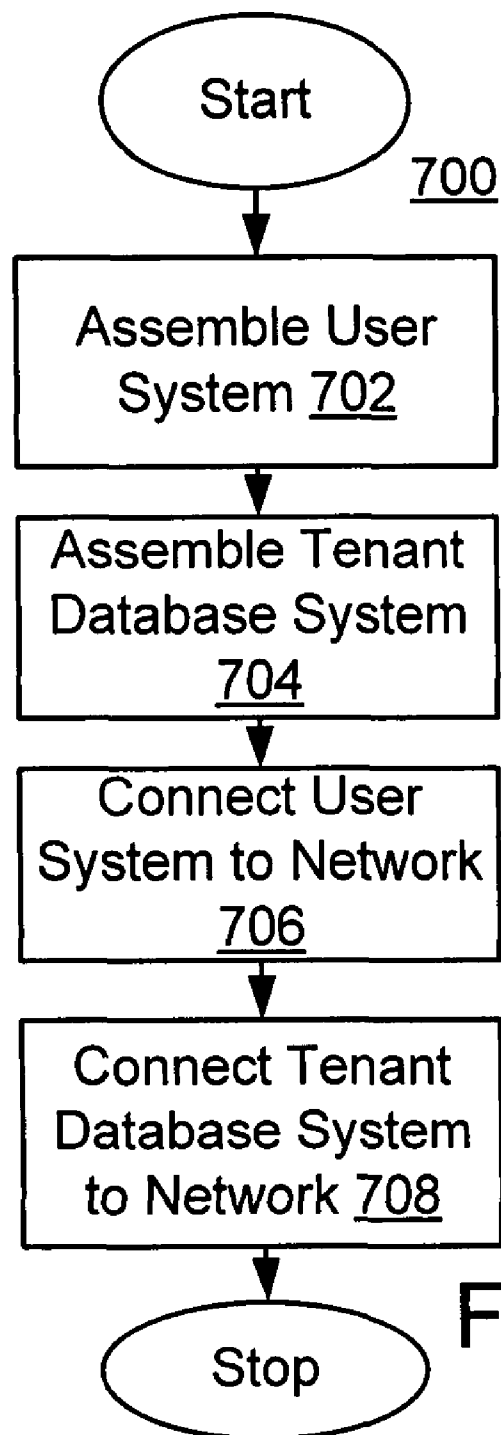 Start
700
Assemble User
System 702
Assemble Tenant
Database System
704
Connect User
System to Network
706
Connect Tenant
Database System
to Network 708
Stop
F